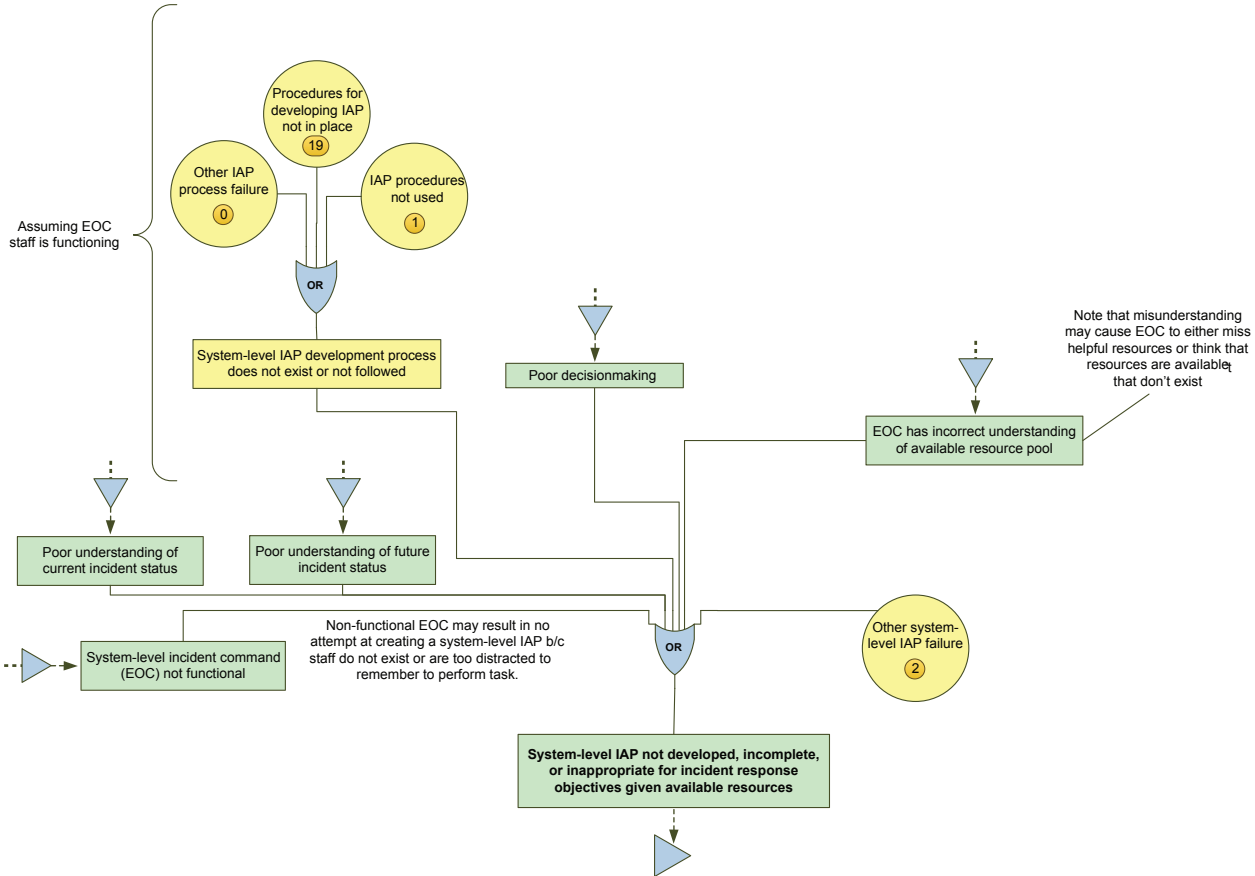 Procedures for
developing IAP
not in place
19
Other IAP
process failure
0
IAP procedures
not used
1
Assuming EOC
staff is functioning
OR
System-level IAP development process
does not exist or not followed
Poor decisionmaking
Note that misunderstanding
may cause EOC to either miss
helpful resources or think that
resources are available
that don't exist
t
EOC has incorrect understanding
of available resource pool
Poor understanding of
current incident status
Poor understanding of future
incident status
Non-functional EOC may result in no
attempt at creating a system-level IAP b/c
staff do not exist or are too distracted to
remember to perform task.
System-level incident command
(EOC) not functional
OR
Other system-
level IAP failure
2
System-level IAP not developed, incomplete,
or inappropriate for incident response
objectives given available resources